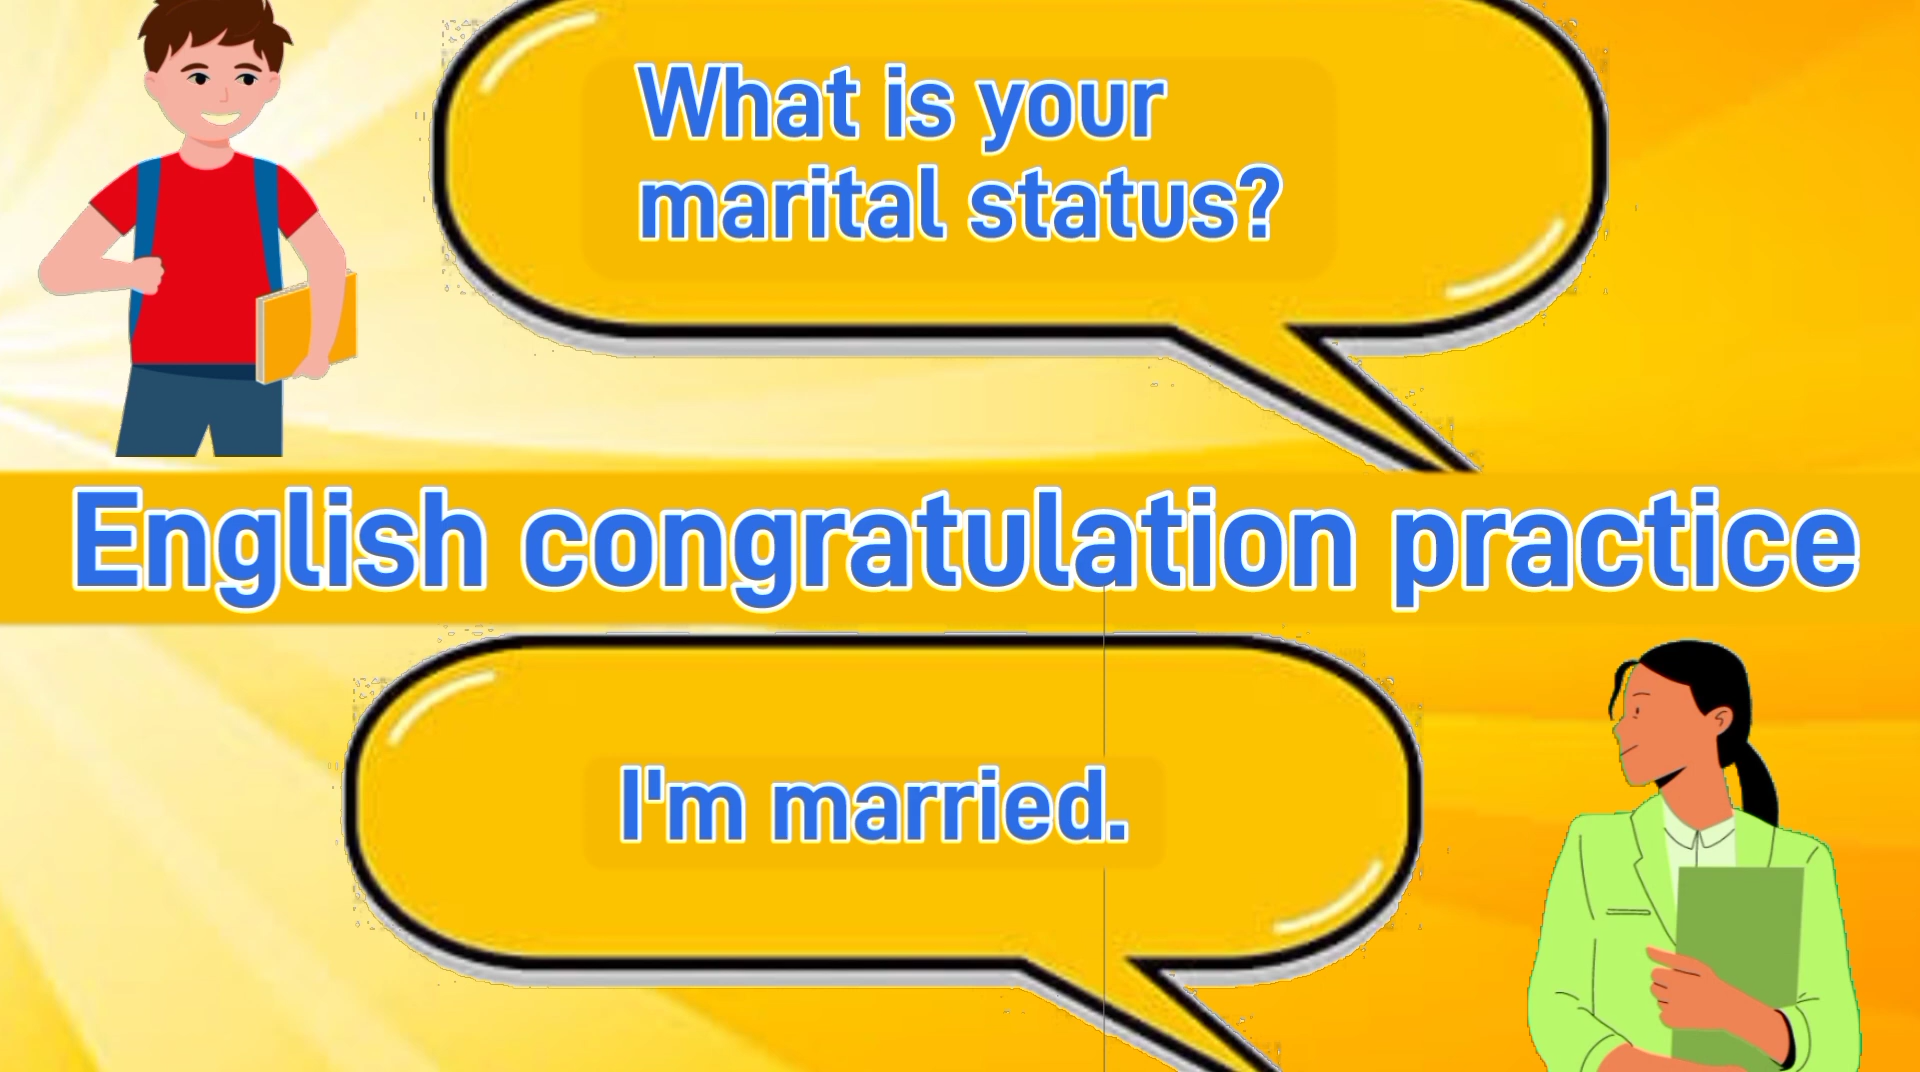 What is your
marital status?
English congratulation practice
I'm married.